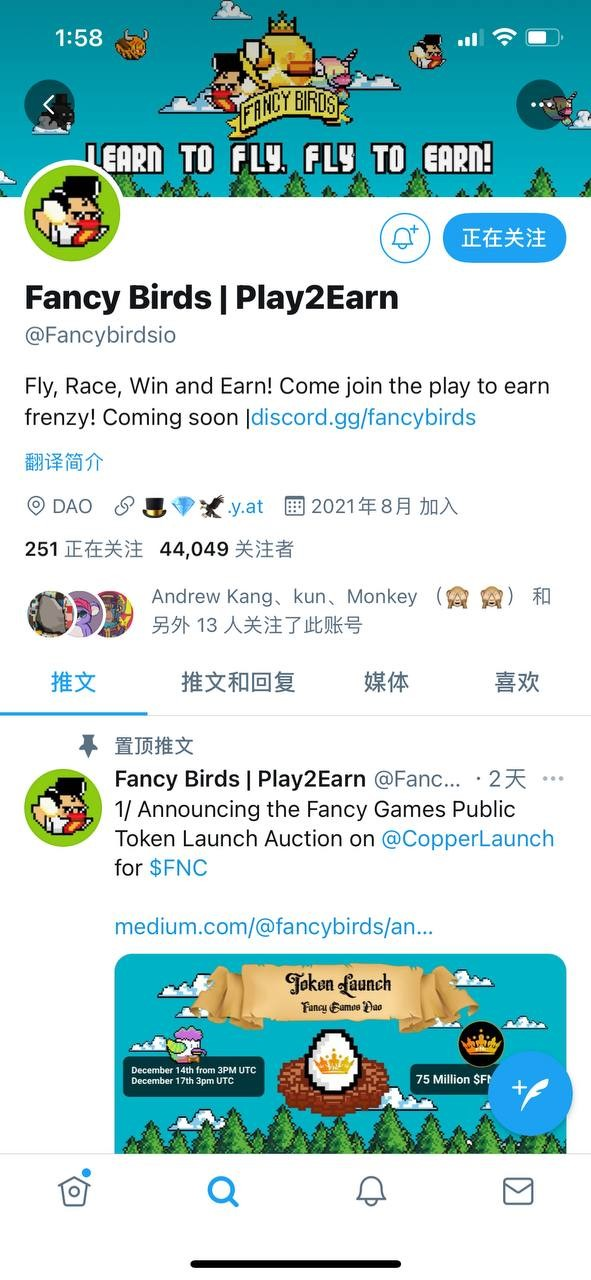 1:58
FANCY BIRDS
LEARN TO FLY, FLY TO EARN!
正在关注
Fancy Birds | Play2Earn
@Fancybirdsio
Fly, Race, Win and Earn! Come join the play to earn
frenzy! Coming soon |discord.gg/fancybirds
翻译简介
DAO 🎩💎🦅.y.at 2021年8月 加入
251 正在关注 44,049 关注者
Andrew Kang、kun、Monkey （🙈 🙈） 和
另外 13 人关注了此账号
推文 推文和回复 媒体 喜欢
置顶推文
Fancy Birds | Play2Earn @Fanc... · 2天
1/ Announcing the Fancy Games Public
Token Launch Auction on @CopperLaunch
for $FNC
medium.com/@fancybirds/an...
Token Launch
Fancy Games Dao
December 14th from 3PM UTC
December 17th 3pm UTC
75 Million